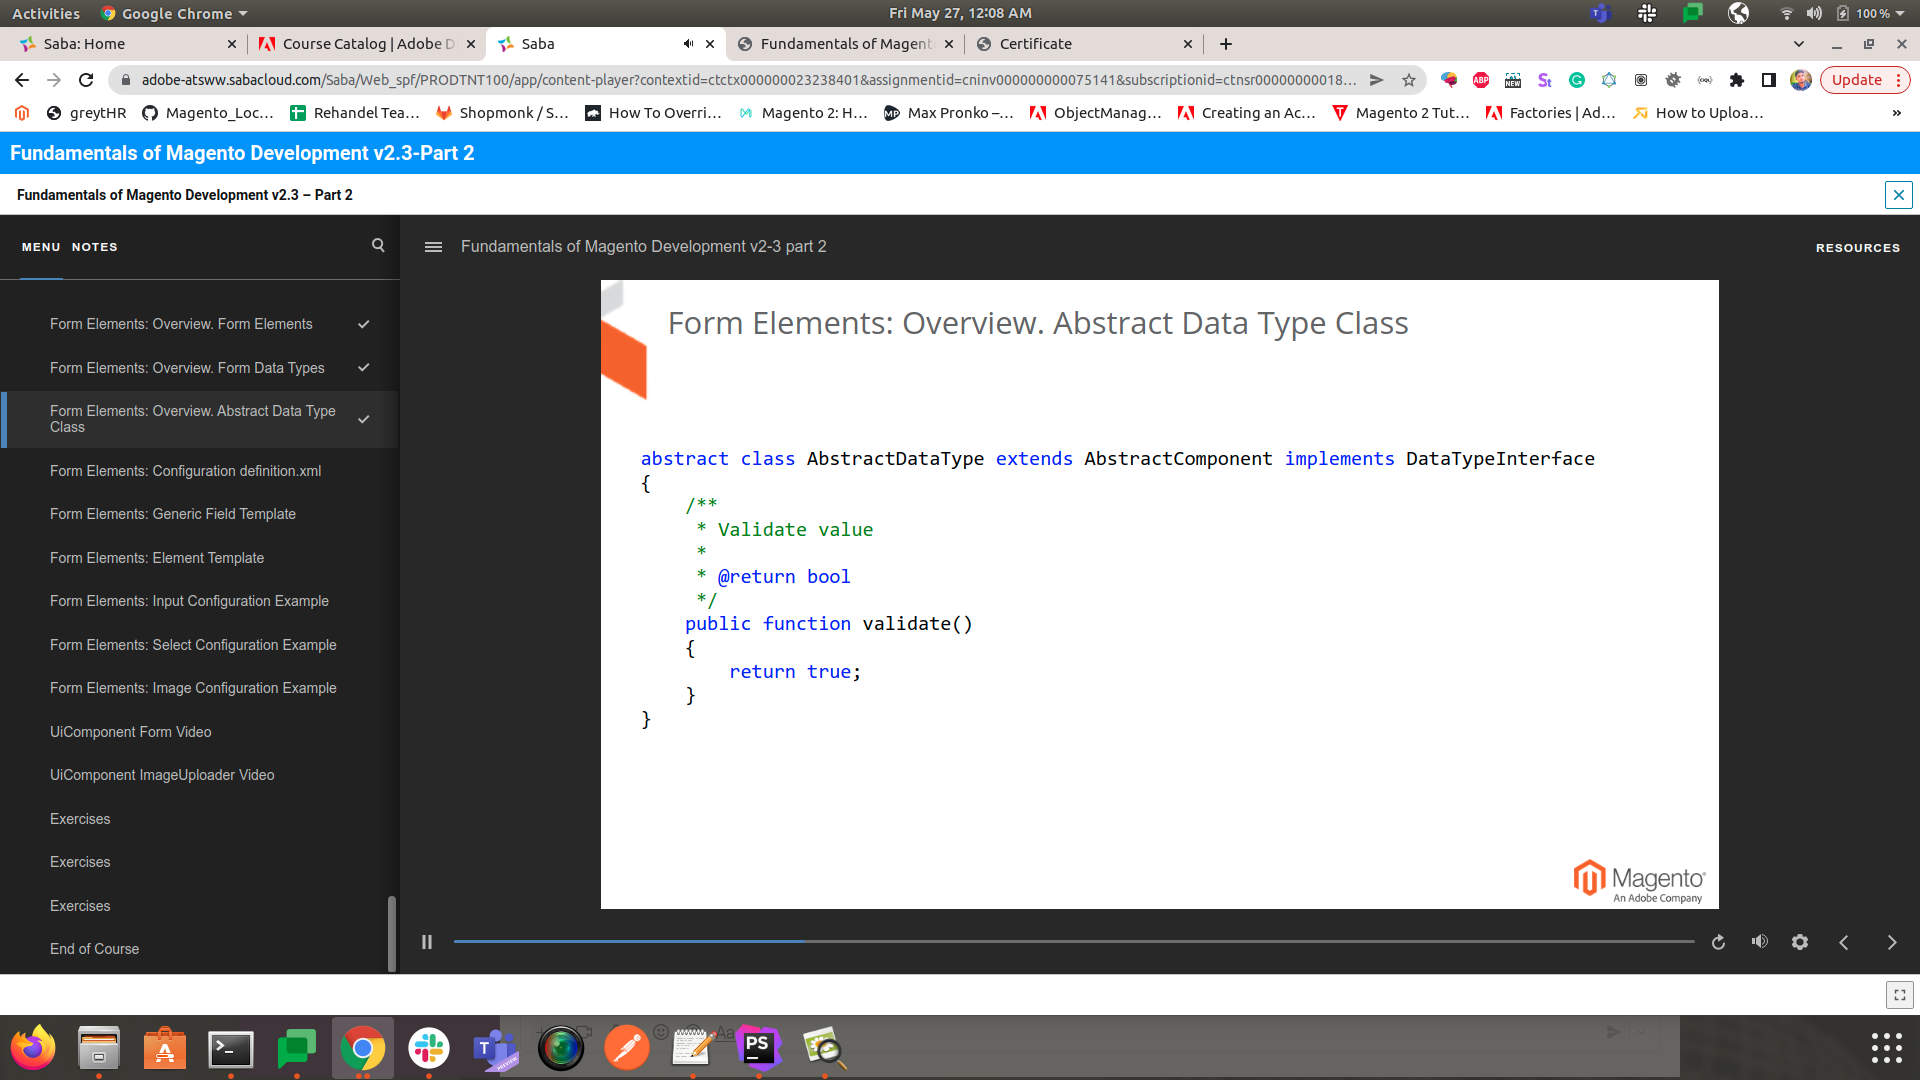 Activities Google Chrome Fri May 27, 12:08 AM 100 %
Saba: Home Course Catalog | Adobe D Saba Fundamentals of Magent Certificate
adobe-atsww.sabacloud.com/Saba/Web_spf/PRODTNT100/app/content-player?contextid=ctctx000000023238401&assignmentid=cninv000000000075141&subscriptionid=ctnsr00000000018... Update
greytHR Magento_Loc... Rehandel Tea... Shopmonk / S... How To Overri... Magento 2: H... Max Pronko –... ObjectManag... Creating an Ac... Magento 2 Tut... Factories | Ad... How to Uploa... »
Fundamentals of Magento Development v2.3-Part 2
Fundamentals of Magento Development v2.3 – Part 2
MENU NOTES
Fundamentals of Magento Development v2-3 part 2
RESOURCES
Form Elements: Overview. Form Elements
Form Elements: Overview. Form Data Types
Form Elements: Overview. Abstract Data Type
Class
Form Elements: Configuration definition.xml
Form Elements: Generic Field Template
Form Elements: Element Template
Form Elements: Input Configuration Example
Form Elements: Select Configuration Example
Form Elements: Image Configuration Example
UiComponent Form Video
UiComponent ImageUploader Video
Exercises
Exercises
Exercises
End of Course
Form Elements: Overview. Abstract Data Type Class
abstract class AbstractDataType extends AbstractComponent implements DataTypeInterface
{
/**
* Validate value
*
* @return bool
*/
public function validate()
{
return true;
}
}
Magento
An Adobe Company